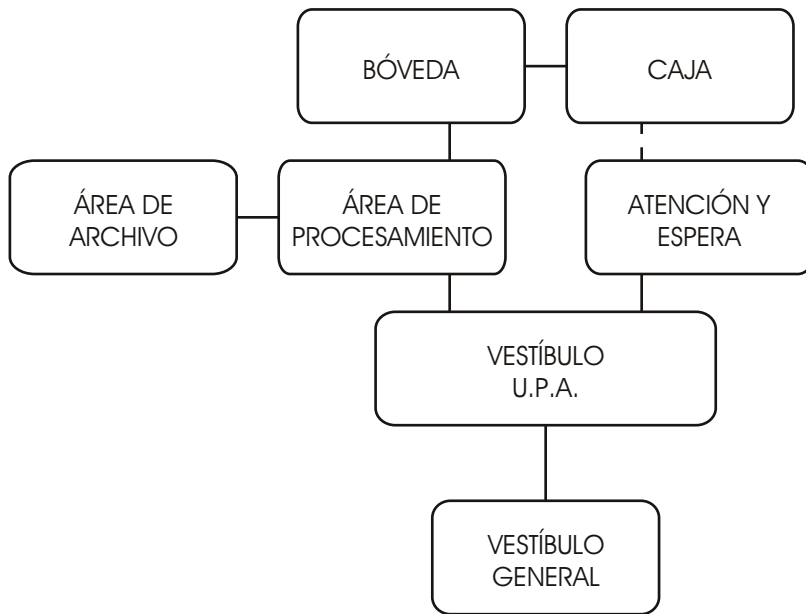 BÓVEDA
CAJA
ÁREA DE
ARCHIVO
ÁREA DE
PROCESAMIENTO
ATENCIÓN Y
ESPERA
VESTÍBULO
U.P.A.
VESTÍBULO
GENERAL